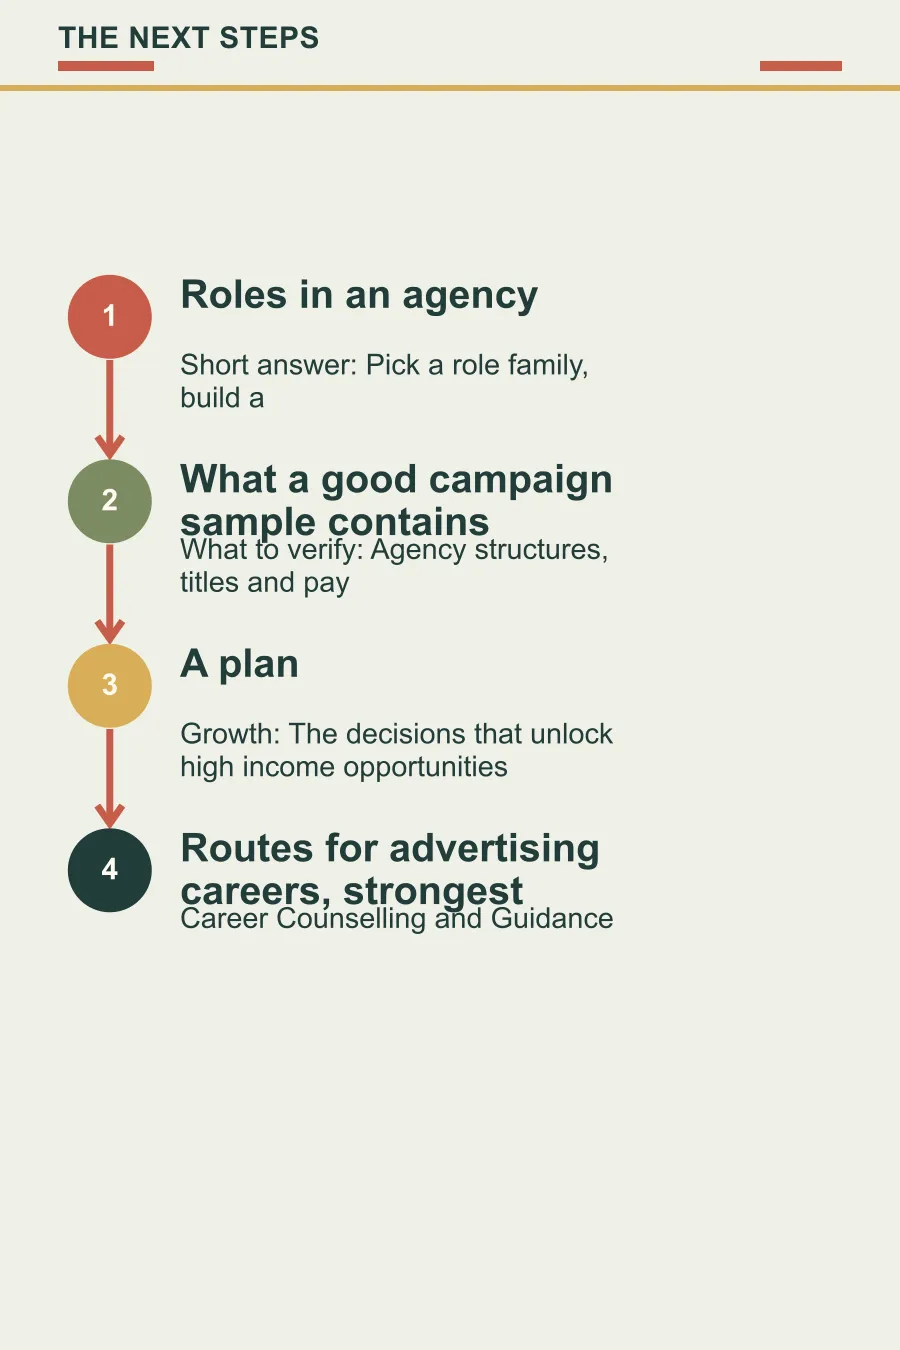 THE NEXT STEPS
1
Roles in an agency
Short answer: Pick a role family,
build a
2
What a good campaign
sample contains
What to verify: Agency structures,
titles and pay
3
A plan
Growth: The decisions that unlock
high income opportunities
4
Routes for advertising
careers, strongest
Career Counselling and Guidance